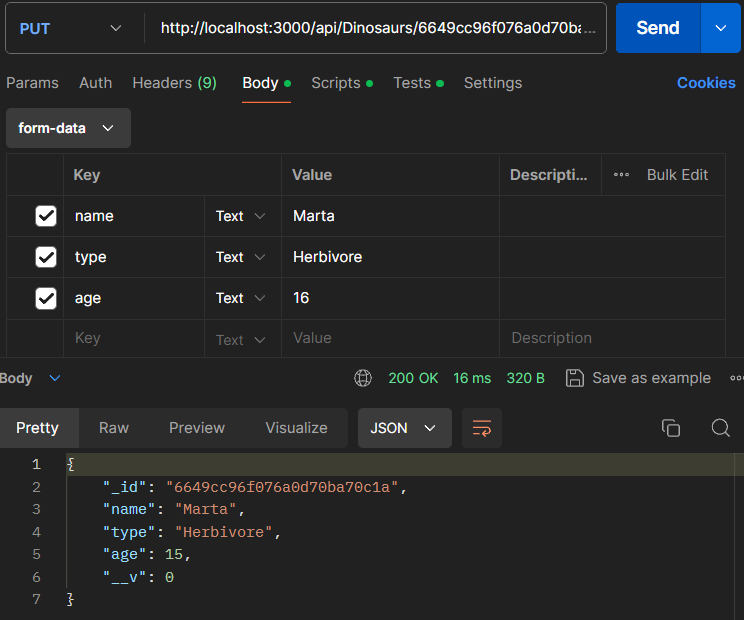 PUT http://localhost:3000/api/Dinosaurs/6649cc96f076a0d70ba... Send
Params Auth Headers (9) Body Scripts Tests Settings Cookies
form-data
Key Value Descripti... Bulk Edit
name Text Marta
type Text Herbivore
age Text 16
Key Text Value Description
Body 200 OK 16 ms 320 B Save as example
Pretty Raw Preview Visualize JSON
1 {
2 "_id": "6649cc96f076a0d70ba70c1a",
3 "name": "Marta",
4 "type": "Herbivore",
5 "age": 15,
6 "__v": 0
7 }